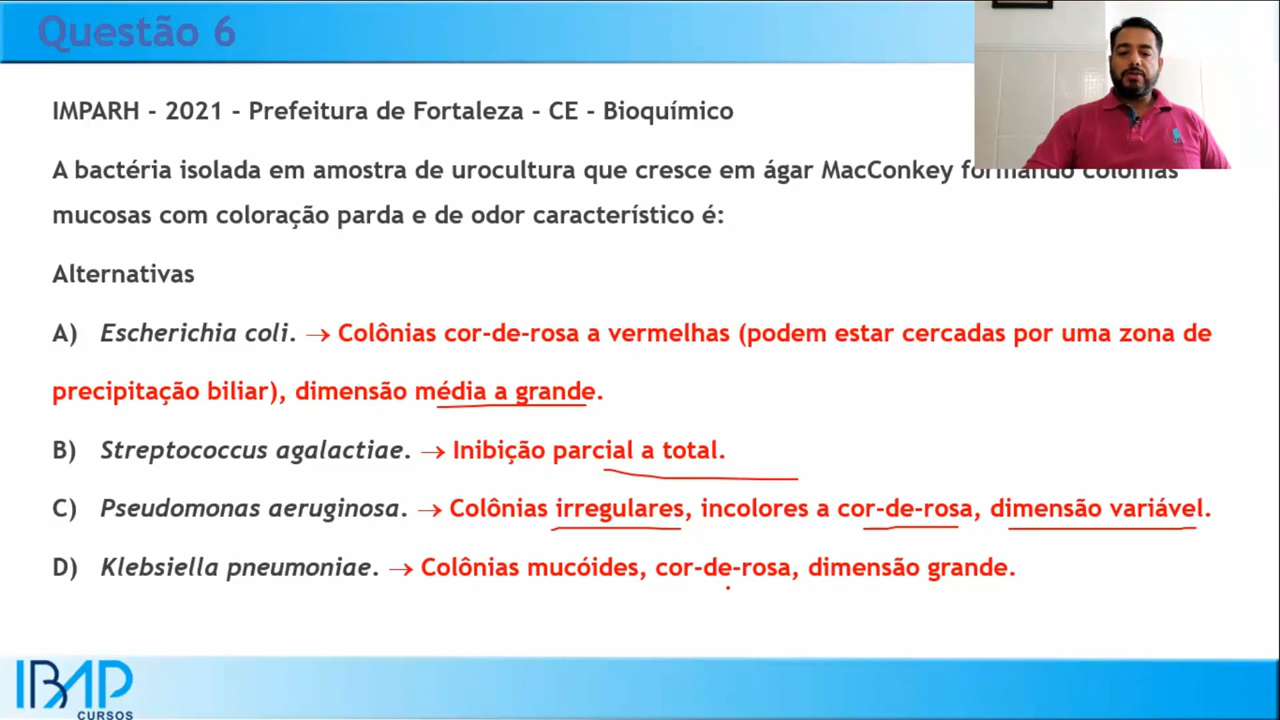 Questão 6
IMPARH - 2021 - Prefeitura de Fortaleza - CE - Bioquímico
A bactéria isolada em amostra de urocultura que cresce em ágar MacConkey formando colônias
mucosas com coloração parda e de odor característico é:
Alternativas
A) Escherichia coli. → Colônias cor-de-rosa a vermelhas (podem estar cercadas por uma zona de
precipitação biliar), dimensão média a grande.
B) Streptococcus agalactiae. → Inibição parcial a total.
C) Pseudomonas aeruginosa. → Colônias irregulares, incolores a cor-de-rosa, dimensão variável.
D) Klebsiella pneumoniae. → Colônias mucóides, cor-de-rosa, dimensão grande.
IBAP
CURSOS